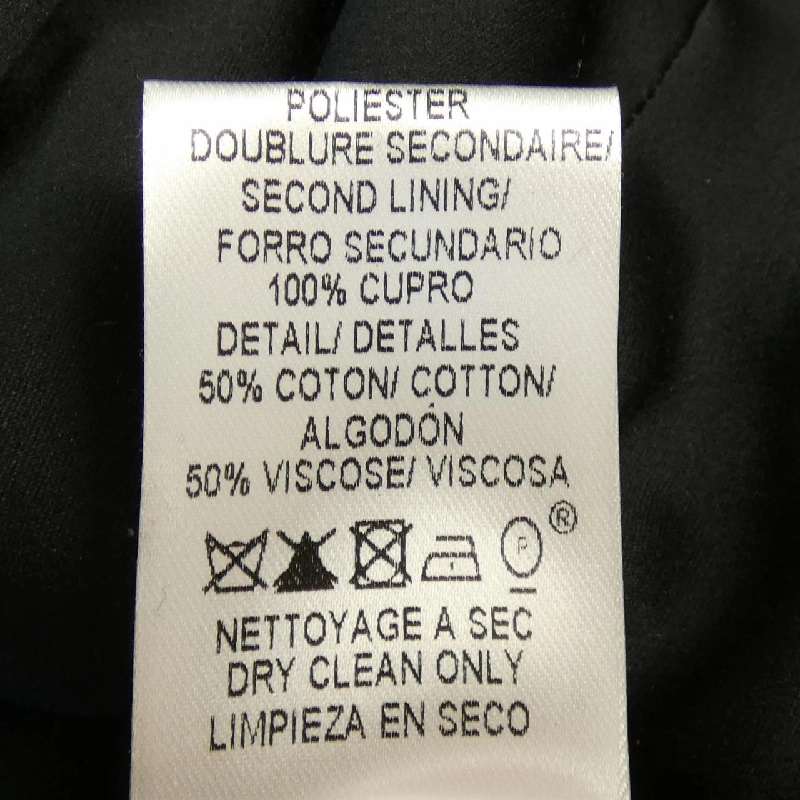 POLIESTER
DOUBLURE SECONDAIRE/
SECOND LINING/
FORRO SECUNDARIO
100% CUPRO
DETAIL/ DETALLES
50% COTON/ COTTON/
ALGODÓN
50% VISCOSE/ VISCOSA
P ®
NETTOYAGE A SEC
DRY CLEAN ONLY
LIMPIEZA EN SECO